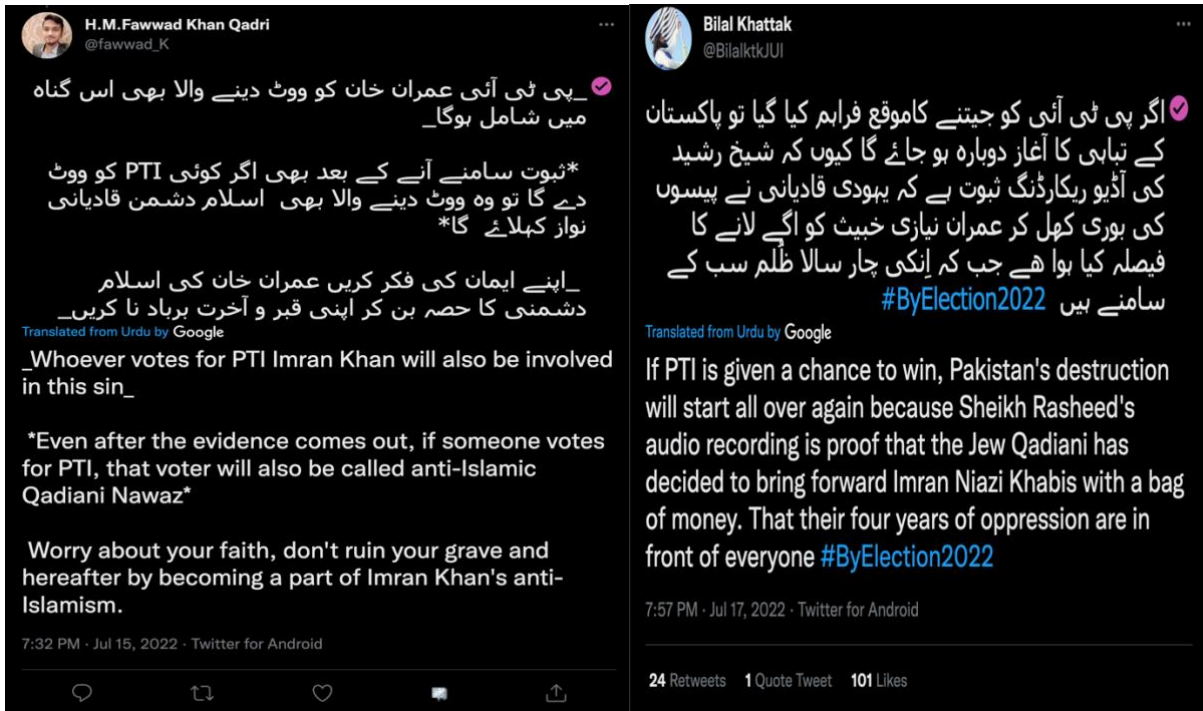 H.M.Fawwad Khan Qadri
@fawwad_K
_پی ٹی آئی عمران خان کو ووٹ دینے والا بھی اس گناہ
میں شامل ہوگا_
*ثبوت سامنے آنے کے بعد بھی اگر کوئی PTI کو ووٹ
دے گا تو وہ ووٹ دینے والا بھی اسلام دشمن قادیانی
نواز کہلائے گا*
_اپنے ایمان کی فکر کریں عمران خان کی اسلام
دشمنی کا حصہ بن کر اپنی قبر و آخرت برباد نا کریں_
Translated from Urdu by Google
_Whoever votes for PTI Imran Khan will also be involved
in this sin_
*Even after the evidence comes out, if someone votes
for PTI, that voter will also be called anti-Islamic
Qadiani Nawaz*
Worry about your faith, don't ruin your grave and
hereafter by becoming a part of Imran Khan's anti-
Islamism.
7:32 PM · Jul 15, 2022 · Twitter for Android
Bilal Khattak
@BilalktkJUI
اگر پی ٹی آئی کو جیتنے کاموقع فراہم کیا گیا تو پاکستان
کے تباہی کا آغاز دوبارہ ہو جائے گا کیوں کہ شیخ رشید
کی آڈیو ریکارڈنگ ثبوت ہے کہ یہودی قادیانی نے پیسوں
کی بوری کھل کر عمران نیازی خبیث کو اگے لانے کا
فیصلہ کیا ہوا ھے جب کہ اِنکی چار سالا ظُلم سب کے
سامنے ہیں #ByElection2022
Translated from Urdu by Google
If PTI is given a chance to win, Pakistan's destruction
will start all over again because Sheikh Rasheed's
audio recording is proof that the Jew Qadiani has
decided to bring forward Imran Niazi Khabis with a bag
of money. That their four years of oppression are in
front of everyone #ByElection2022
7:57 PM · Jul 17, 2022 · Twitter for Android
24 Retweets 1 Quote Tweet 101 Likes